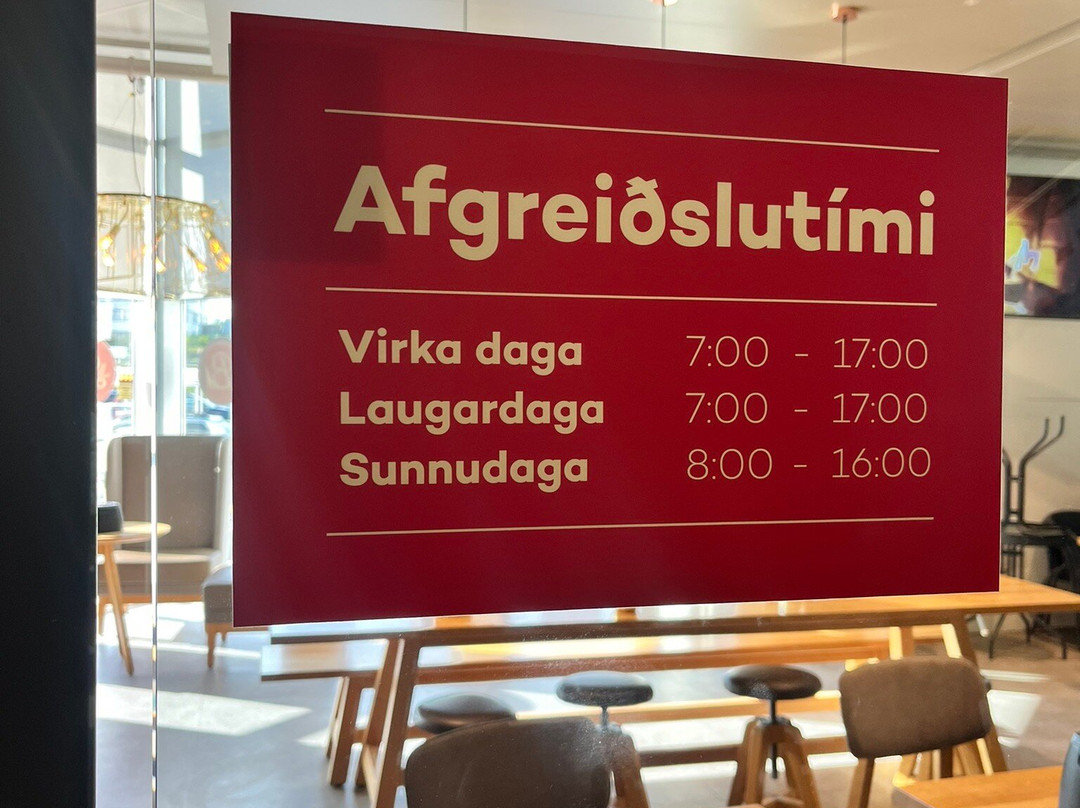 Afgreiðslutími
Virka daga 7:00 - 17:00
Laugardaga 7:00 - 17:00
Sunnudaga 8:00 - 16:00